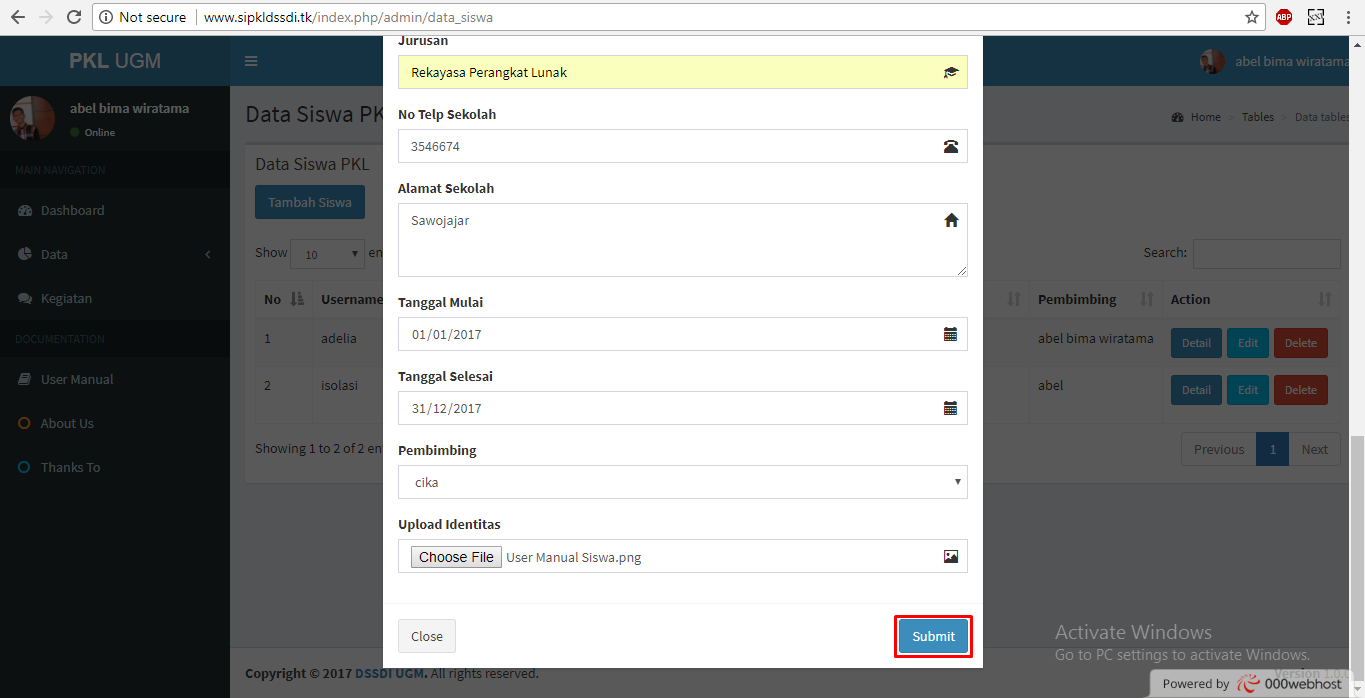 Not secure www.sipkldssdi.tk/index.php/admin/data_siswa
ABP
PKL UGM
abel bima wiratama
abel bima wiratama
Online
MAIN NAVIGATION
Dashboard
Data
Kegiatan
DOCUMENTATION
User Manual
About Us
Thanks To
Data Siswa PK
Home > Tables > Data tables
Data Siswa PKL
Tambah Siswa
Show 10 en
Search:
No Username Pembimbing Action
1 adelia abel bima wiratama Detail Edit Delete
2 isolasi abel Detail Edit Delete
Showing 1 to 2 of 2 en
Previous 1 Next
Jurusan
Rekayasa Perangkat Lunak
No Telp Sekolah
3546674
Alamat Sekolah
Sawojajar
Tanggal Mulai
01/01/2017
Tanggal Selesai
31/12/2017
Pembimbing
cika
Upload Identitas
Choose File User Manual Siswa.png
Close Submit
Activate Windows
Go to PC settings to activate Windows.
Copyright © 2017 DSSDI UGM. All rights reserved.
Version 1.0.0
Powered by 000webhost